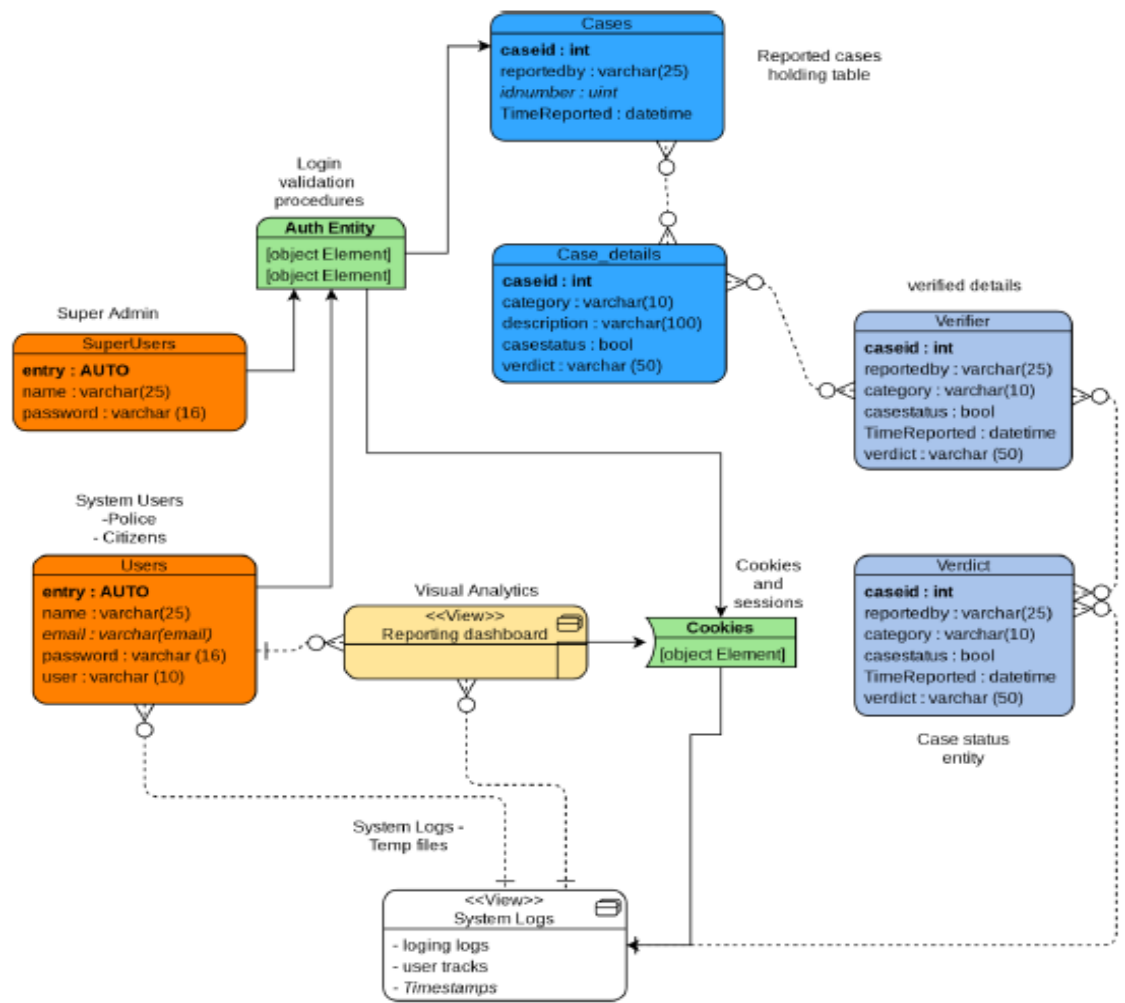 Cases
caseid : int
reportedby : varchar(25)
idnumber : uint
TimeReported : datetime
Reported cases
holding table
Login
validation
procedures
Auth Entity
[object Element]
[object Element]
Case_details
caseid : int
category : varchar(10)
description : varchar(100)
casestatus : bool
verdict : varchar (50)
verified details
Verifier
caseid : int
reportedby : varchar(25)
category : varchar(10)
casestatus : bool
TimeReported : datetime
verdict : varchar (50)
Super Admin
SuperUsers
entry : AUTO
name : varchar(25)
password : varchar (16)
System Users
-Police
- Citizens
Users
entry : AUTO
name : varchar(25)
email : varchar(email)
password : varchar (16)
user : varchar (10)
Visual Analytics
<<View>>
Reporting dashboard
Cookies
and
sessions
Cookies
[object Element]
Verdict
caseid : int
reportedby : varchar(25)
category : varchar(10)
casestatus : bool
TimeReported : datetime
verdict : varchar (50)
Case status
entity
System Logs -
Temp files
<<View>>
System Logs
- loging logs
- user tracks
- Timestamps